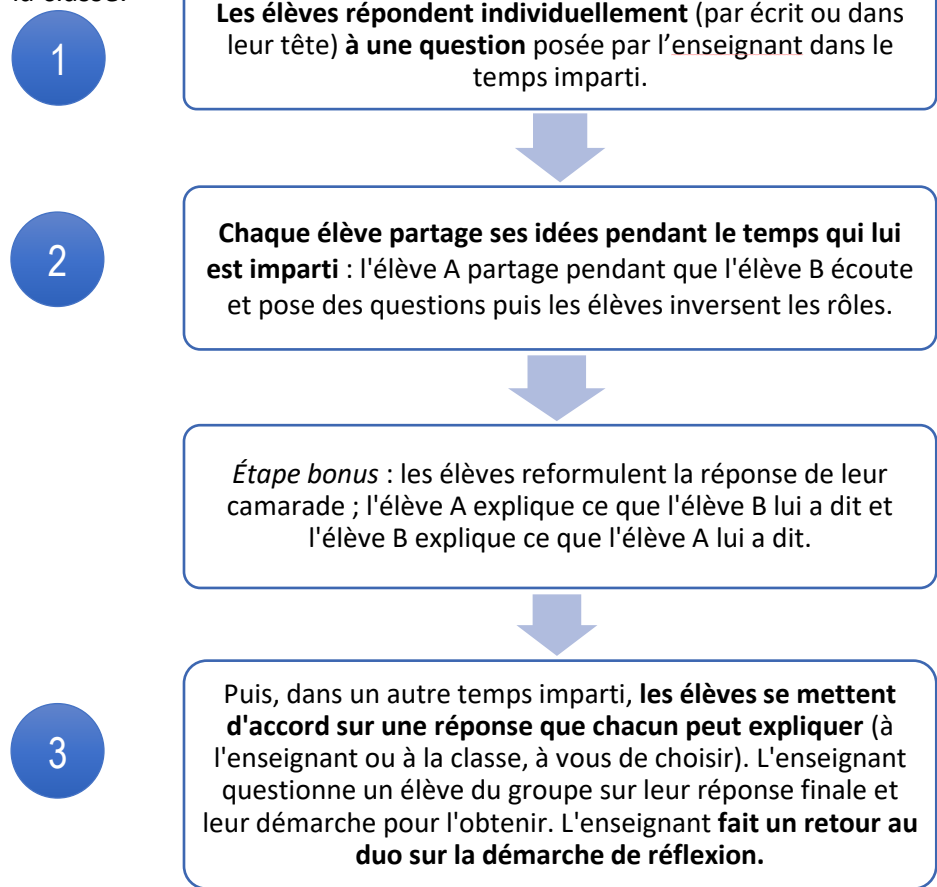 1
Les élèves répondent individuellement (par écrit ou dans
leur tête) à une question posée par l’enseignant dans le
temps imparti.
2
Chaque élève partage ses idées pendant le temps qui lui
est imparti : l'élève A partage pendant que l'élève B écoute
et pose des questions puis les élèves inversent les rôles.
Étape bonus : les élèves reformulent la réponse de leur
camarade ; l'élève A explique ce que l'élève B lui a dit et
l'élève B explique ce que l'élève A lui a dit.
3
Puis, dans un autre temps imparti, les élèves se mettent
d'accord sur une réponse que chacun peut expliquer (à
l'enseignant ou à la classe, à vous de choisir). L'enseignant
questionne un élève du groupe sur leur réponse finale et
leur démarche pour l'obtenir. L'enseignant fait un retour au
duo sur la démarche de réflexion.